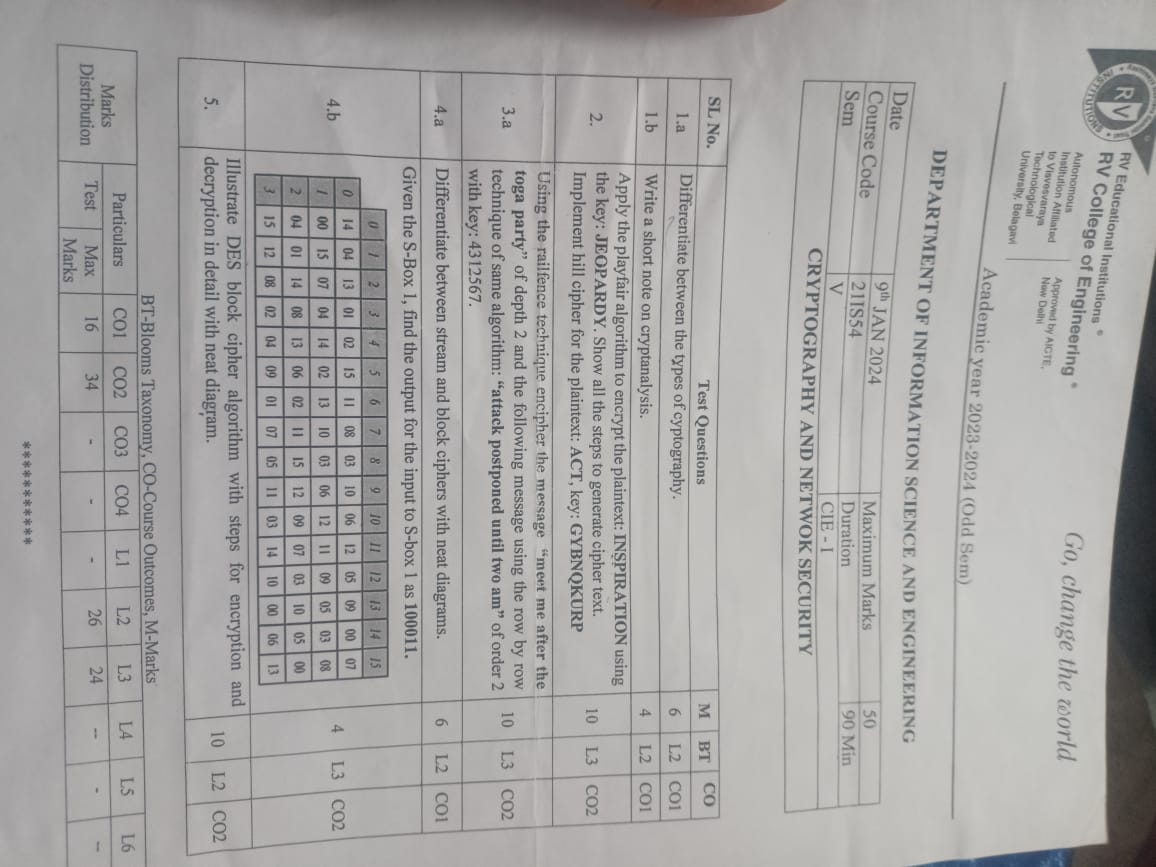 RV Educational Institutions ®
RV College of Engineering ®
Autonomous
Institution Affiliated
to Visvesvaraya
Technological
University, Belagavi
Approved by AICTE,
New Delhi
Go, change the world
RV
Academic year 2023-2024 (Odd Sem)
DEPARTMENT OF INFORMATION SCIENCE AND ENGINEERING
Date 9th JAN 2024 Maximum Marks 50
Course Code 21IS54 Duration 90 Min
Sem V CIE - I
CRYPTOGRAPHY AND NETWOK SECURITY
SL No. Test Questions M BT CO
1.a Differentiate between the types of cyptography. 6 L2 CO1
1.b Write a short note on cryptanalysis. 4 L2 CO1
2. Apply the playfair algorithm to encrypt the plaintext: INSPIRATION using
the key: JEOPARDY. Show all the steps to generate cipher text.
Implement hill cipher for the plaintext: ACT, key: GYBNQKURP 10 L3 CO2
3.a Using the railfence technique encipher the message "meet me after the
toga party" of depth 2 and the following message using the row by row
technique of same algorithm: "attack postponed until two am" of order 2
with key: 4312567. 10 L3 CO2
4.a Differentiate between stream and block ciphers with neat diagrams. 6 L2 CO1
4.b Given the S-Box 1, find the output for the input to S-box 1 as 100011. 4 L3 CO2
0 1 2 3 4 5 6 7 8 9 10 11 12 13 14 15
0 14 04 13 01 02 15 11 08 03 10 06 12 05 09 00 07
1 00 15 07 04 14 02 13 10 03 06 12 11 09 05 03 08
2 04 01 14 08 13 06 02 11 15 12 09 07 03 10 05 00
3 15 12 08 02 04 09 01 07 05 11 03 14 10 00 06 13
5. Illustrate DES block cipher algorithm with steps for encryption and
decryption in detail with neat diagram. 10 L2 CO2
BT-Blooms Taxonomy, CO-Course Outcomes, M-Marks
Marks
Distribution
Particulars CO1 CO2 CO3 CO4 L1 L2 L3 L4 L5 L6
Test Max
Marks 16 34 - - - 26 24 -- - --
***********